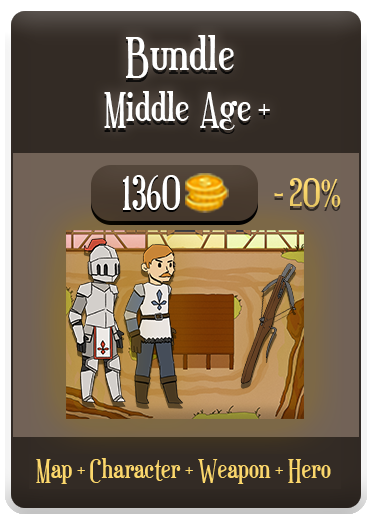 Bundle
Middle Age +
1360 - 20%
Map + Character + Weapon + Hero